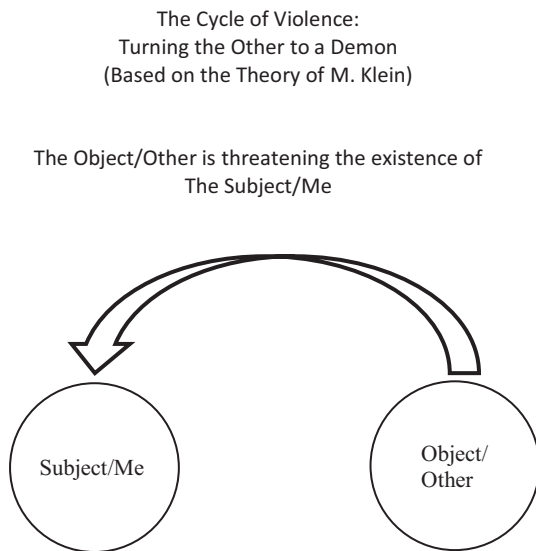 The Cycle of Violence:
Turning the Other to a Demon
(Based on the Theory of M. Klein)
The Object/Other is threatening the existence of
The Subject/Me
Subject/Me
Object/
Other